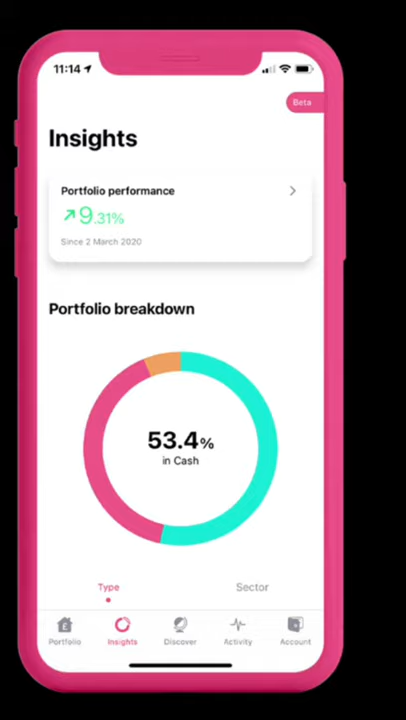 11:14
Beta
Insights
Portfolio performance
9.31%
Since 2 March 2020
Portfolio breakdown
53.4%
in Cash
Type Sector
£
Portfolio Insights Discover Activity Account